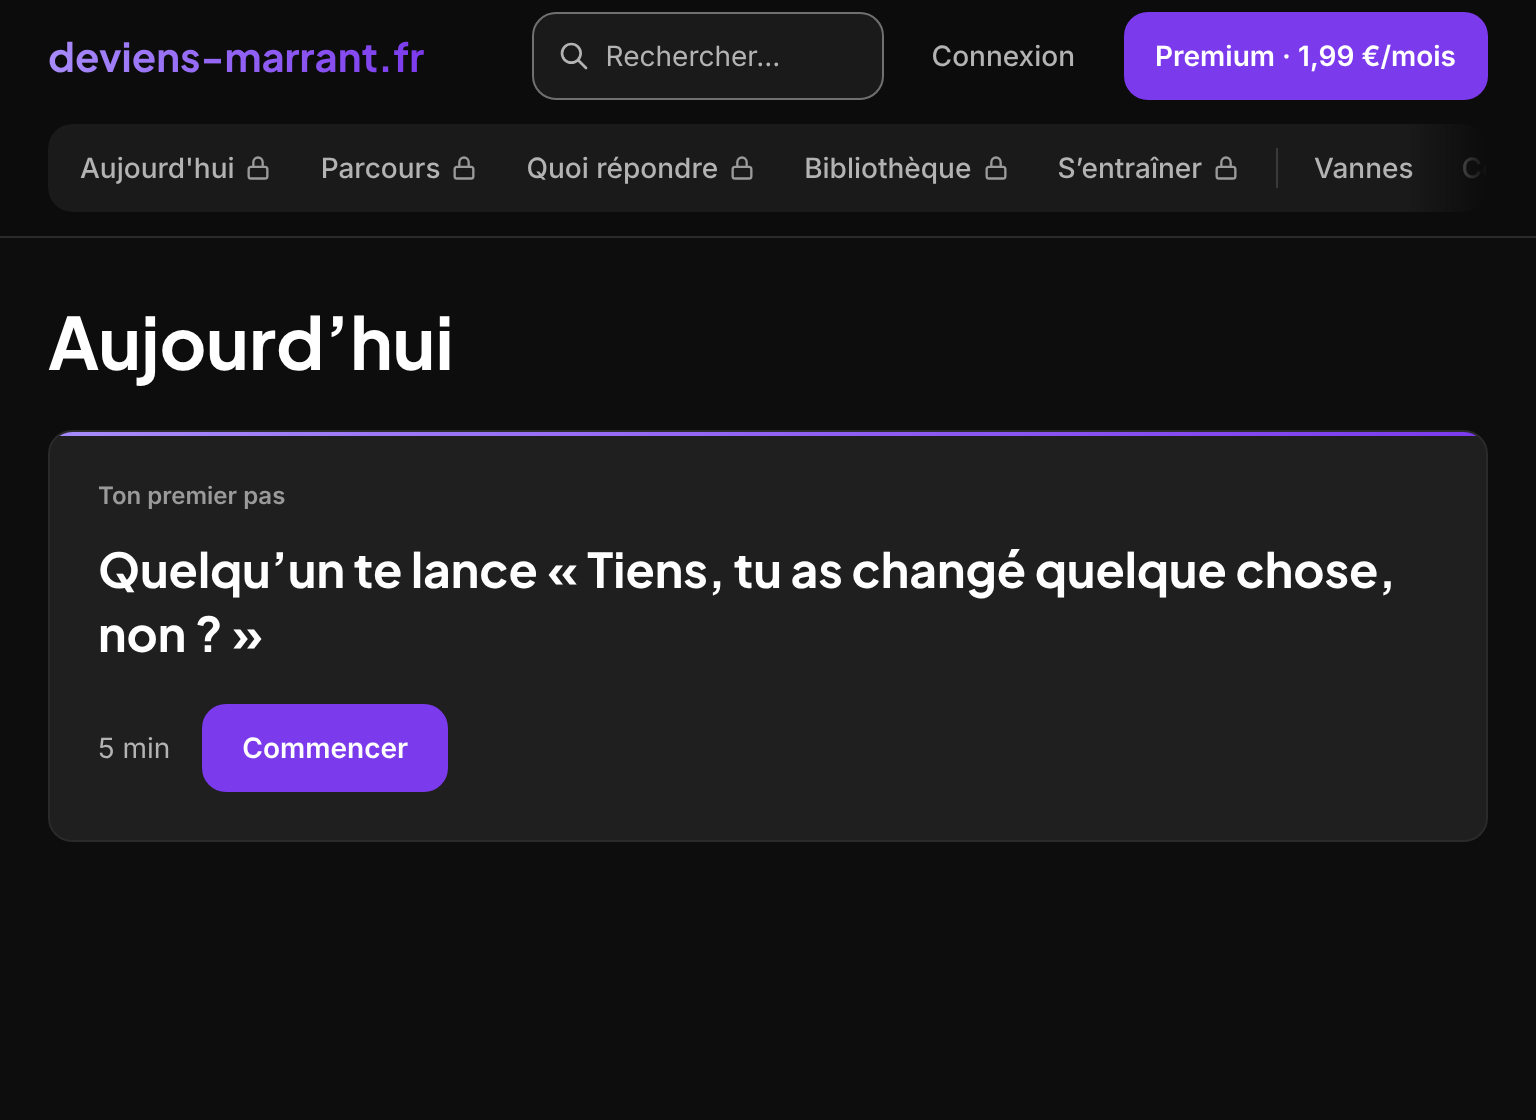 deviens-marrant.fr
Rechercher...
Connexion
Premium · 1,99 €/mois
Aujourd'hui
Parcours
Quoi répondre
Bibliothèque
S’entraîner
Vannes
Aujourd’hui
Ton premier pas
Quelqu’un te lance « Tiens, tu as changé quelque chose,
non ? »
5 min
Commencer